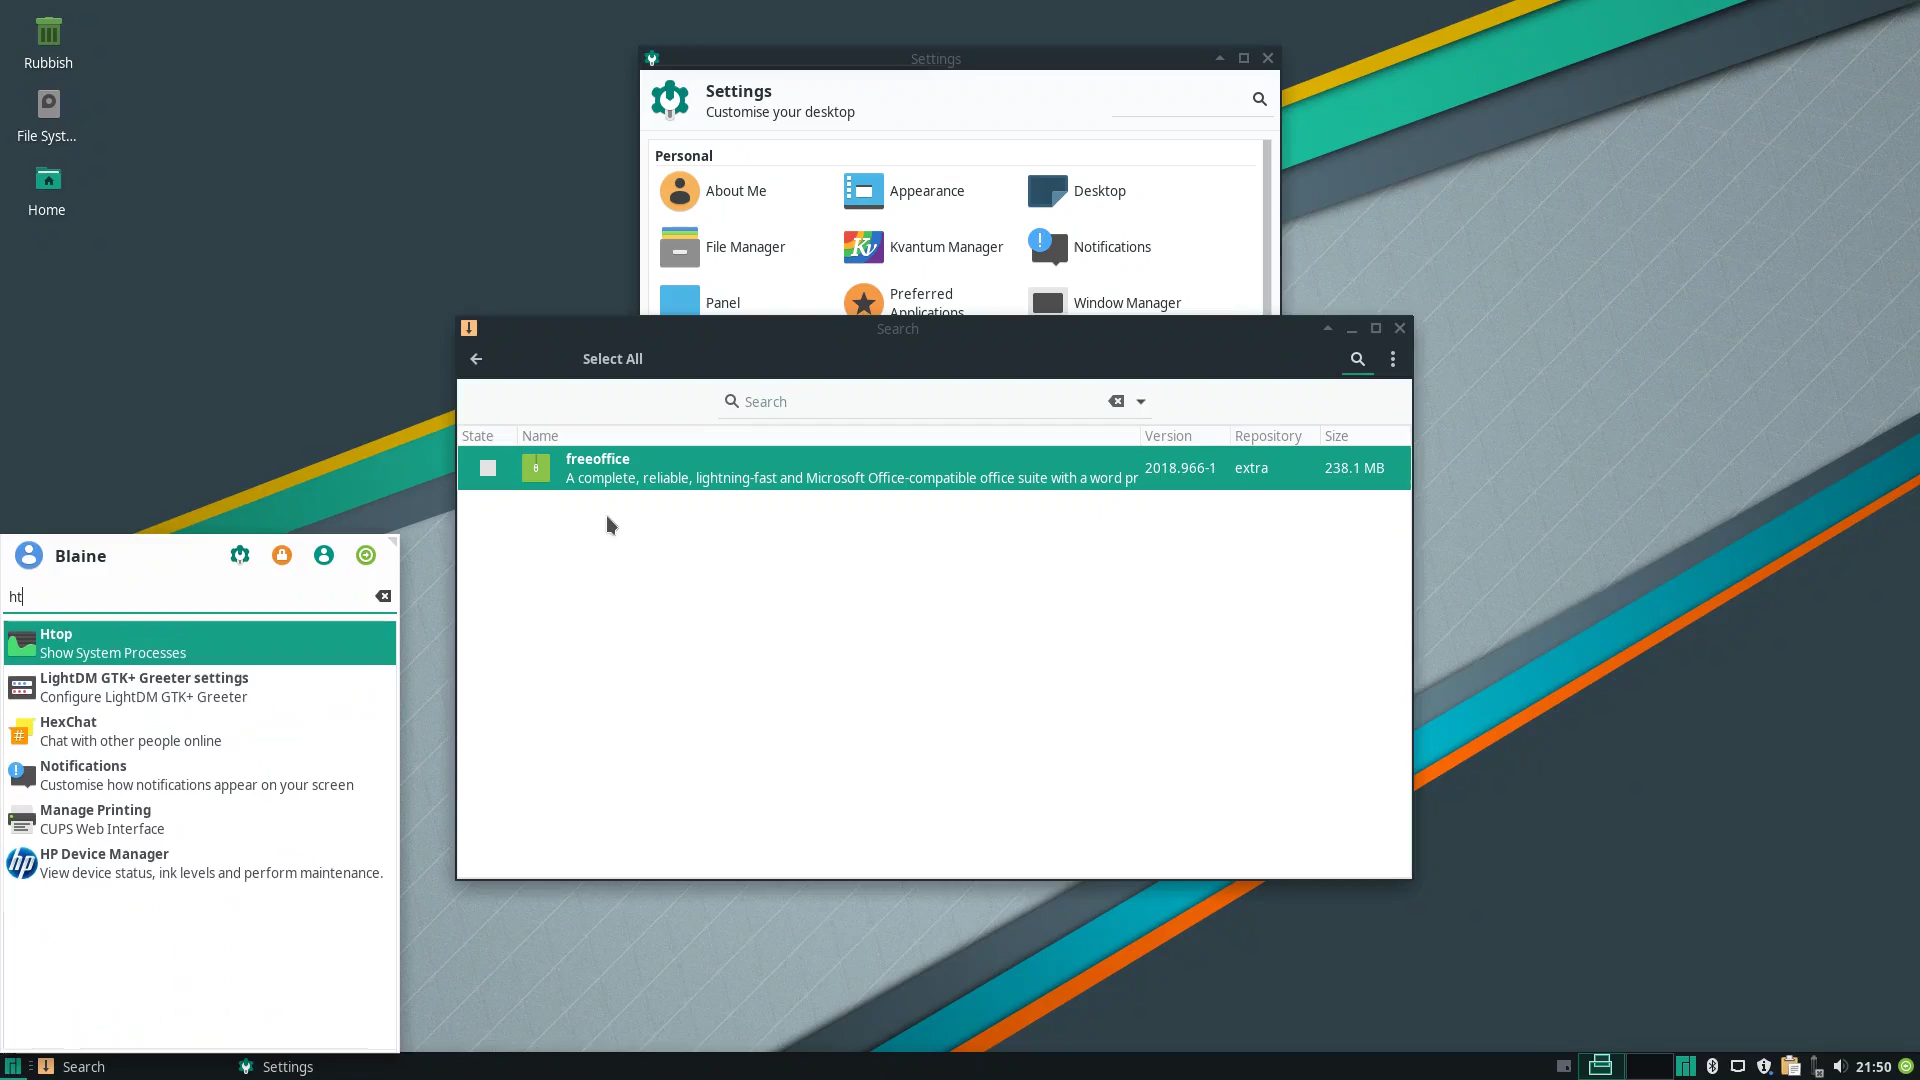 Rubbish
File Syst...
Home
Settings
Settings
Customise your desktop
Personal
About Me
Appearance
Desktop
File Manager
Kv
Kvantum Manager
Notifications
Panel
Preferred
Applications
Window Manager
Search
Select All
Search
State
Name
Version
Repository
Size
freeoffice
A complete, reliable, lightning-fast and Microsoft Office-compatible office suite with a word pr
2018.966-1
extra
238.1 MB
Blaine
ht
Htop
Show System Processes
LightDM GTK+ Greeter settings
Configure LightDM GTK+ Greeter
HexChat
Chat with other people online
Notifications
Customise how notifications appear on your screen
Manage Printing
CUPS Web Interface
hp
HP Device Manager
View device status, ink levels and perform maintenance.
Search
Settings
21:50